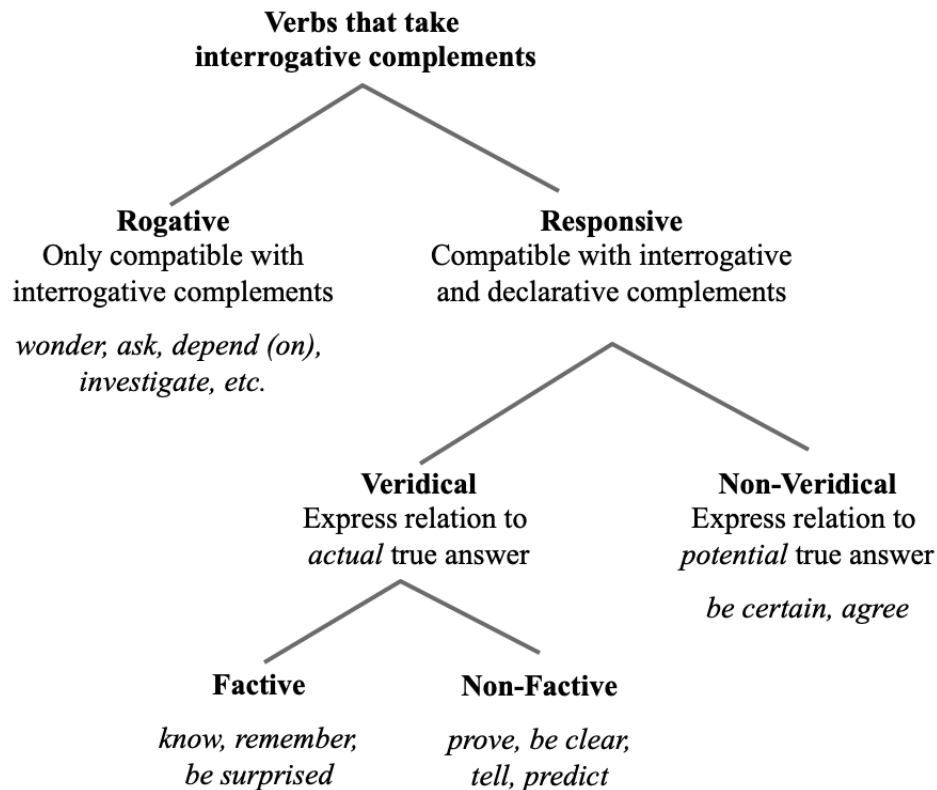 Verbs that take
interrogative complements
Rogative
Only compatible with
interrogative complements
wonder, ask, depend (on),
investigate, etc.
Responsive
Compatible with interrogative
and declarative complements
Veridical
Express relation to
actual true answer
Non-Veridical
Express relation to
potential true answer
be certain, agree
Factive
know, remember,
be surprised
Non-Factive
prove, be clear,
tell, predict